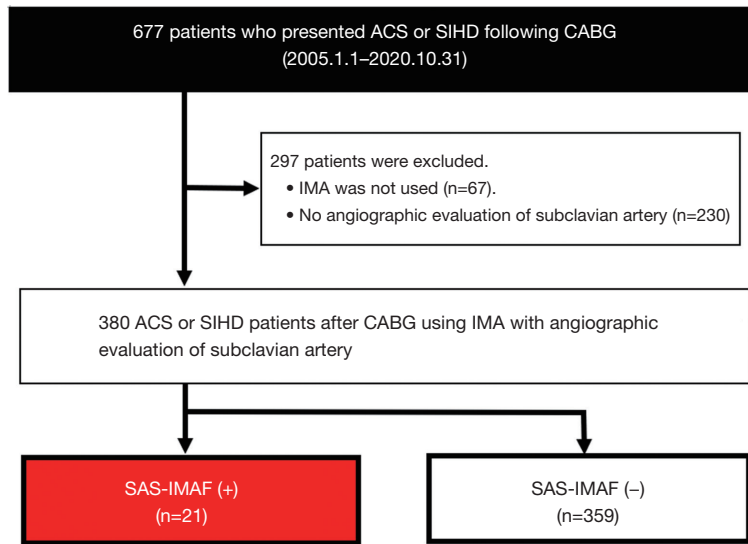 677 patients who presented ACS or SIHD following CABG
(2005.1.1–2020.10.31)
297 patients were excluded.
• IMA was not used (n=67).
• No angiographic evaluation of subclavian artery (n=230)
380 ACS or SIHD patients after CABG using IMA with angiographic
evaluation of subclavian artery
SAS-IMAF (+)
(n=21)
SAS-IMAF (–)
(n=359)